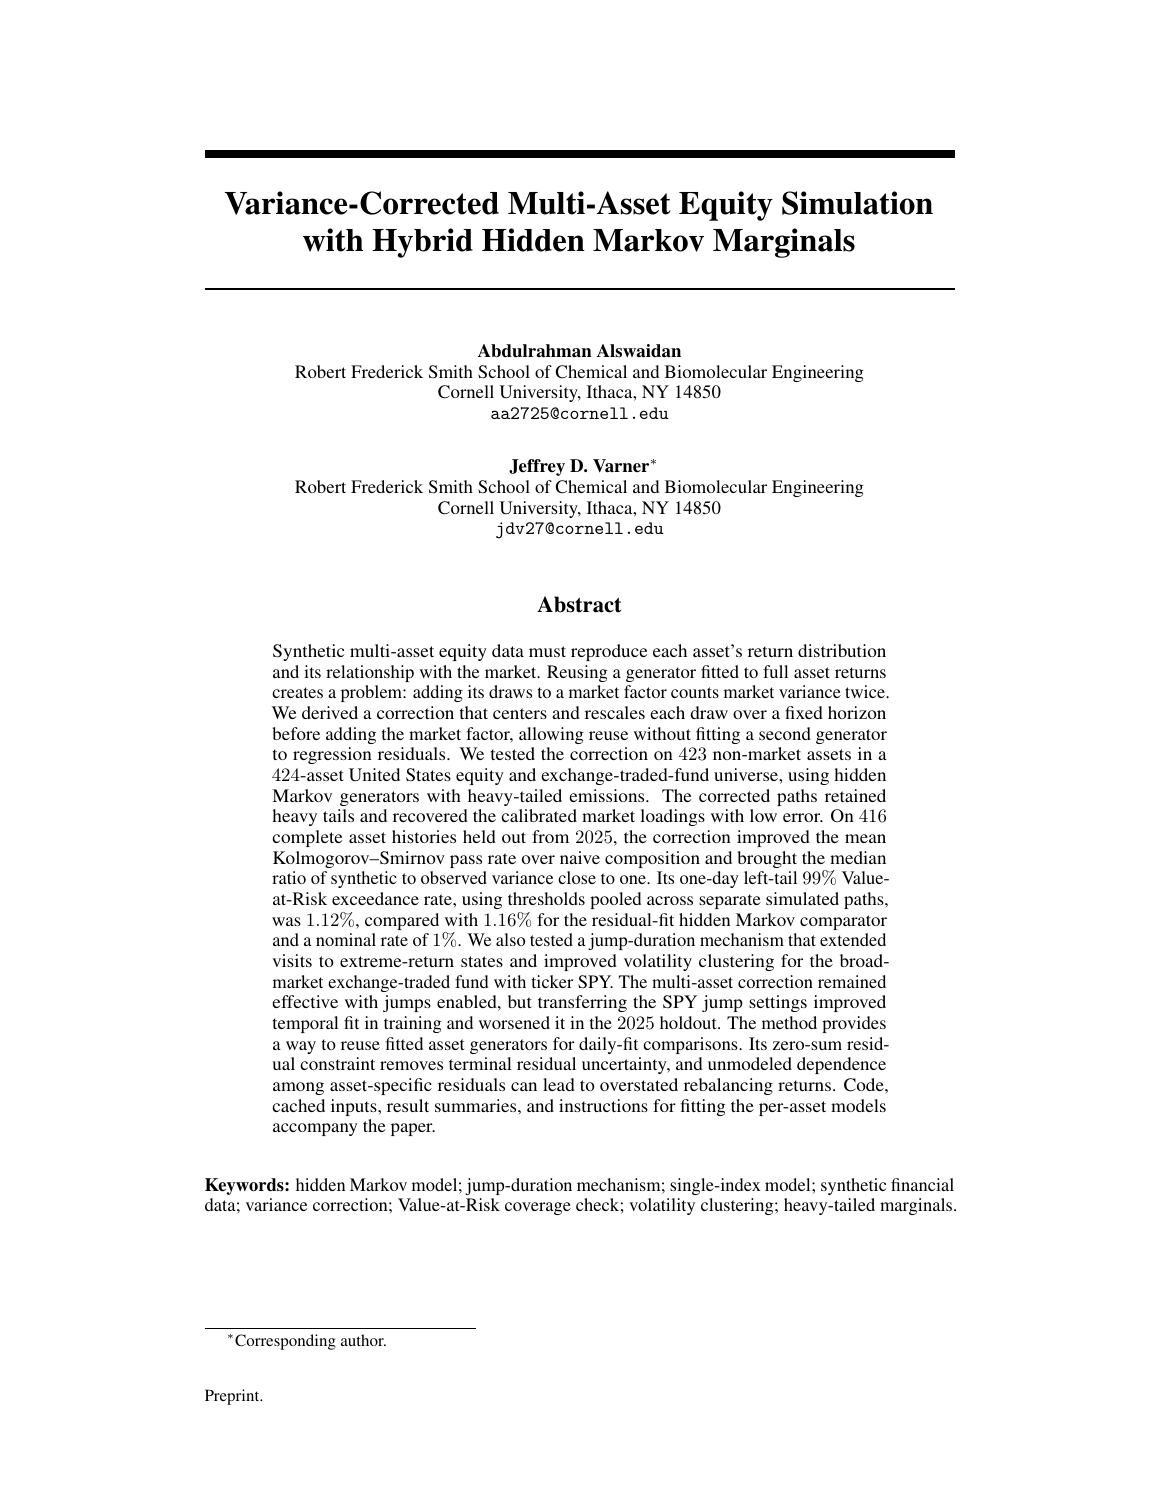 Variance-Corrected Multi-Asset Equity Simulation
with Hybrid Hidden Markov Marginals
Abdulrahman Alswaidan
Robert Frederick Smith School of Chemical and Biomolecular Engineering
Cornell University, Ithaca, NY 14850
aa2725@cornell.edu
Jeffrey D. Varner*
Robert Frederick Smith School of Chemical and Biomolecular Engineering
Cornell University, Ithaca, NY 14850
jdv27@cornell.edu
Abstract
Synthetic multi-asset equity data must reproduce each asset's return distribution
and its relationship with the market. Reusing a generator fitted to full asset returns
creates a problem: adding its draws to a market factor counts market variance twice.
We derived a correction that centers and rescales each draw over a fixed horizon
before adding the market factor, allowing reuse without fitting a second generator
to regression residuals. We tested the correction on 423 non-market assets in a
424-asset United States equity and exchange-traded-fund universe, using hidden
Markov generators with heavy-tailed emissions. The corrected paths retained
heavy tails and recovered the calibrated market loadings with low error. On 416
complete asset histories held out from 2025, the correction improved the mean
Kolmogorov–Smirnov pass rate over naive composition and brought the median
ratio of synthetic to observed variance close to one. Its one-day left-tail 99% Value-
at-Risk exceedance rate, using thresholds pooled across separate simulated paths,
was 1.12%, compared with 1.16% for the residual-fit hidden Markov comparator
and a nominal rate of 1%. We also tested a jump-duration mechanism that extended
visits to extreme-return states and improved volatility clustering for the broad-
market exchange-traded fund with ticker SPY. The multi-asset correction remained
effective with jumps enabled, but transferring the SPY jump settings improved
temporal fit in training and worsened it in the 2025 holdout. The method provides
a way to reuse fitted asset generators for daily-fit comparisons. Its zero-sum resid-
ual constraint removes terminal residual uncertainty, and unmodeled dependence
among asset-specific residuals can lead to overstated rebalancing returns. Code,
cached inputs, result summaries, and instructions for fitting the per-asset models
accompany the paper.
Keywords: hidden Markov model; jump-duration mechanism; single-index model; synthetic financial
data; variance correction; Value-at-Risk coverage check; volatility clustering; heavy-tailed marginals.
*Corresponding author.
Preprint.